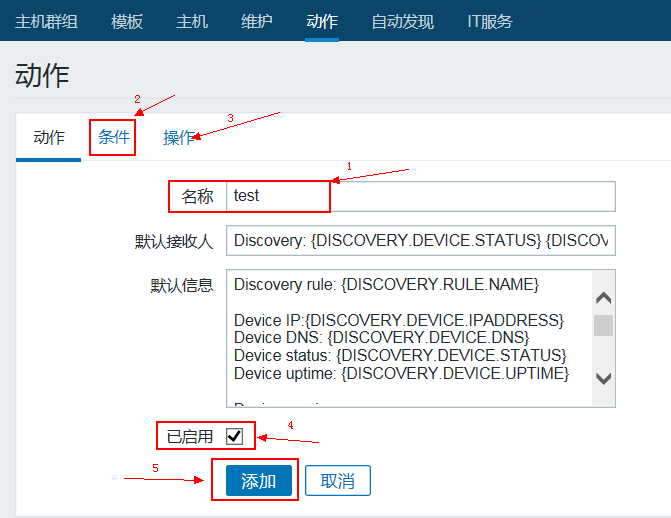 主机群组 模板 主机 维护 动作 自动发现 IT服务
动作
2
3
动作 条件 操作
1
名称 test
默认接收人 Discovery: {DISCOVERY.DEVICE.STATUS} {DISCOV
默认信息 Discovery rule: {DISCOVERY.RULE.NAME}
Device IP:{DISCOVERY.DEVICE.IPADDRESS}
Device DNS: {DISCOVERY.DEVICE.DNS}
Device status: {DISCOVERY.DEVICE.STATUS}
Device uptime: {DISCOVERY.DEVICE.UPTIME}
4
已启用
5
添加 取消